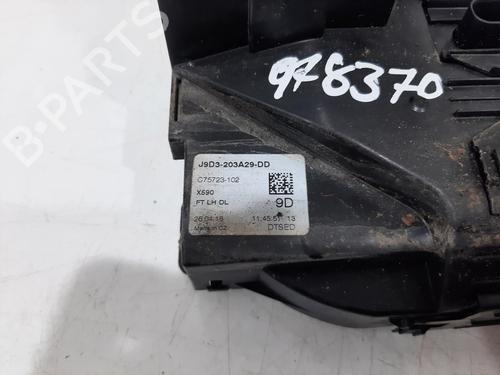 978370
J9D3-203A29-DD
C75723-102
X590
FT LH DL
9D
26.04.18 11:45:51 13
Made in CZ DTSED